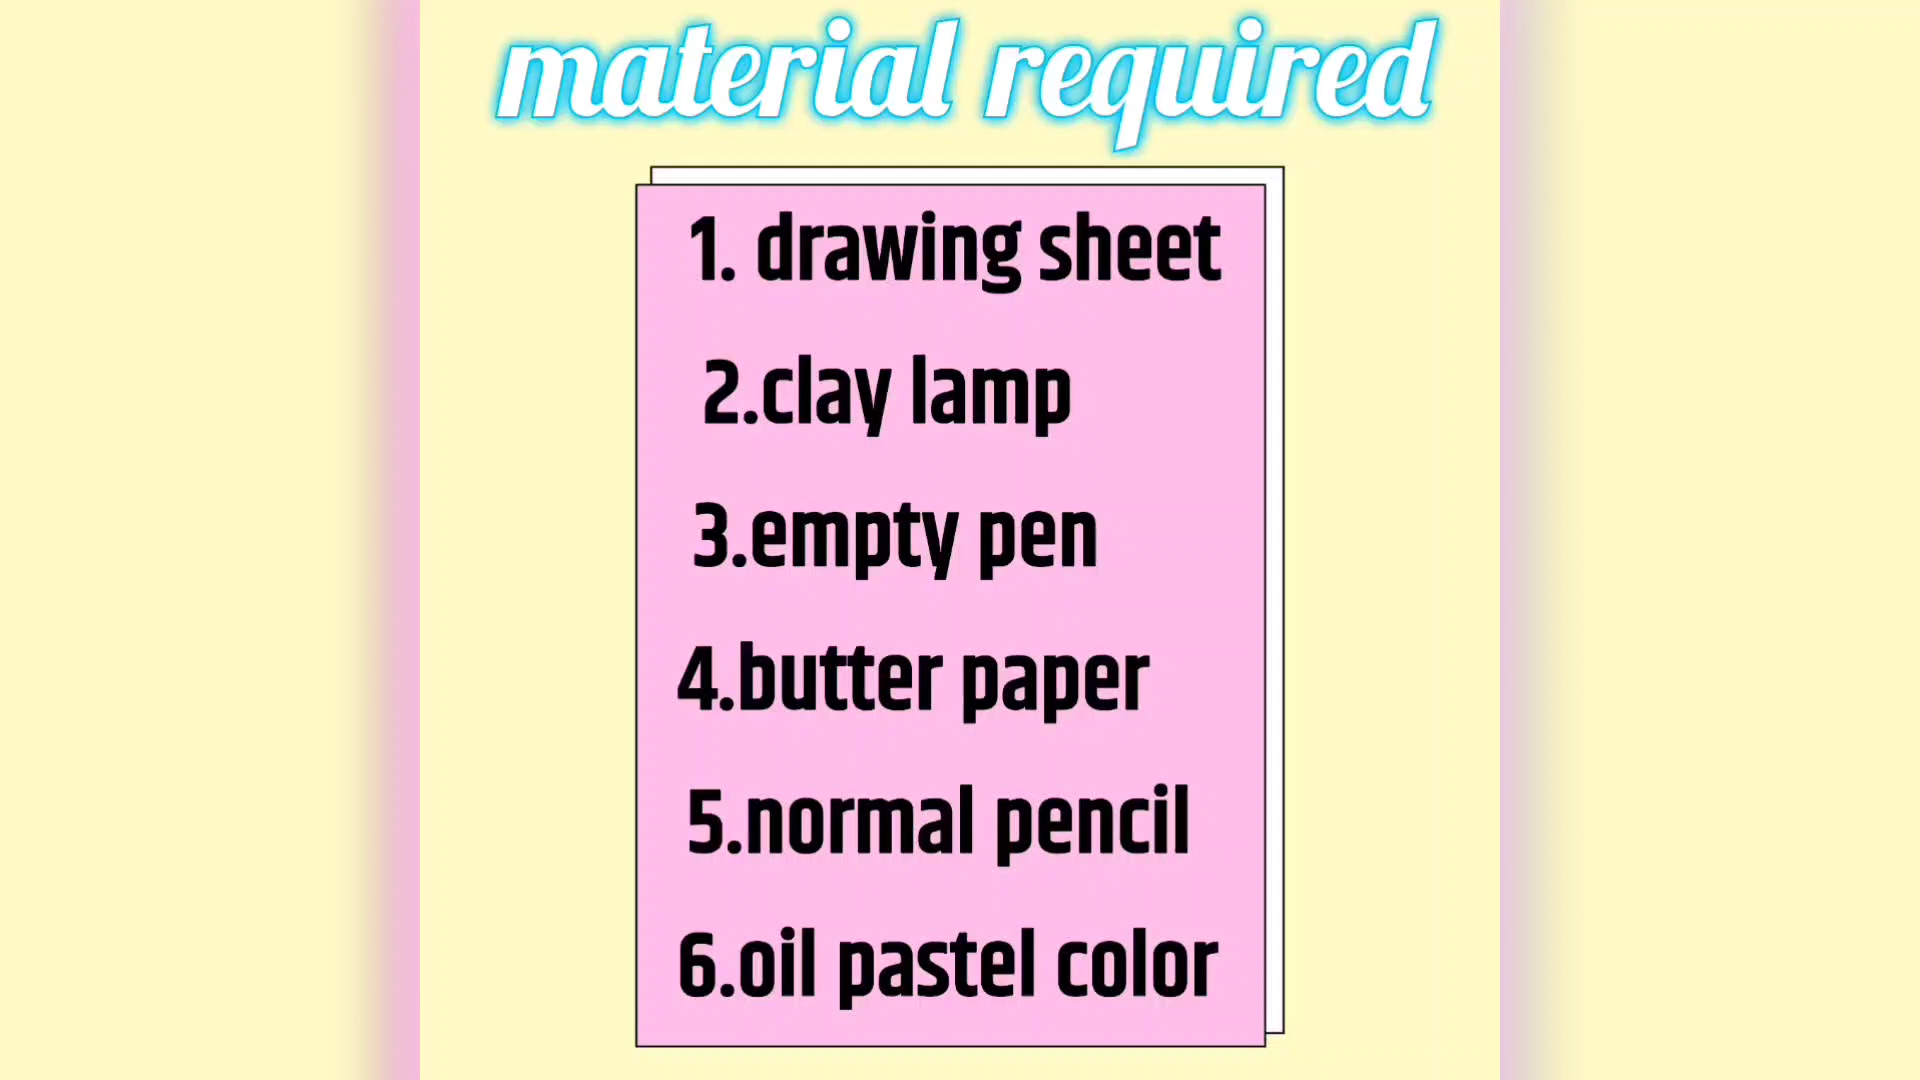 material required
1. drawing sheet
2.clay lamp
3.empty pen
4.butter paper
5.normal pencil
6.oil pastel color